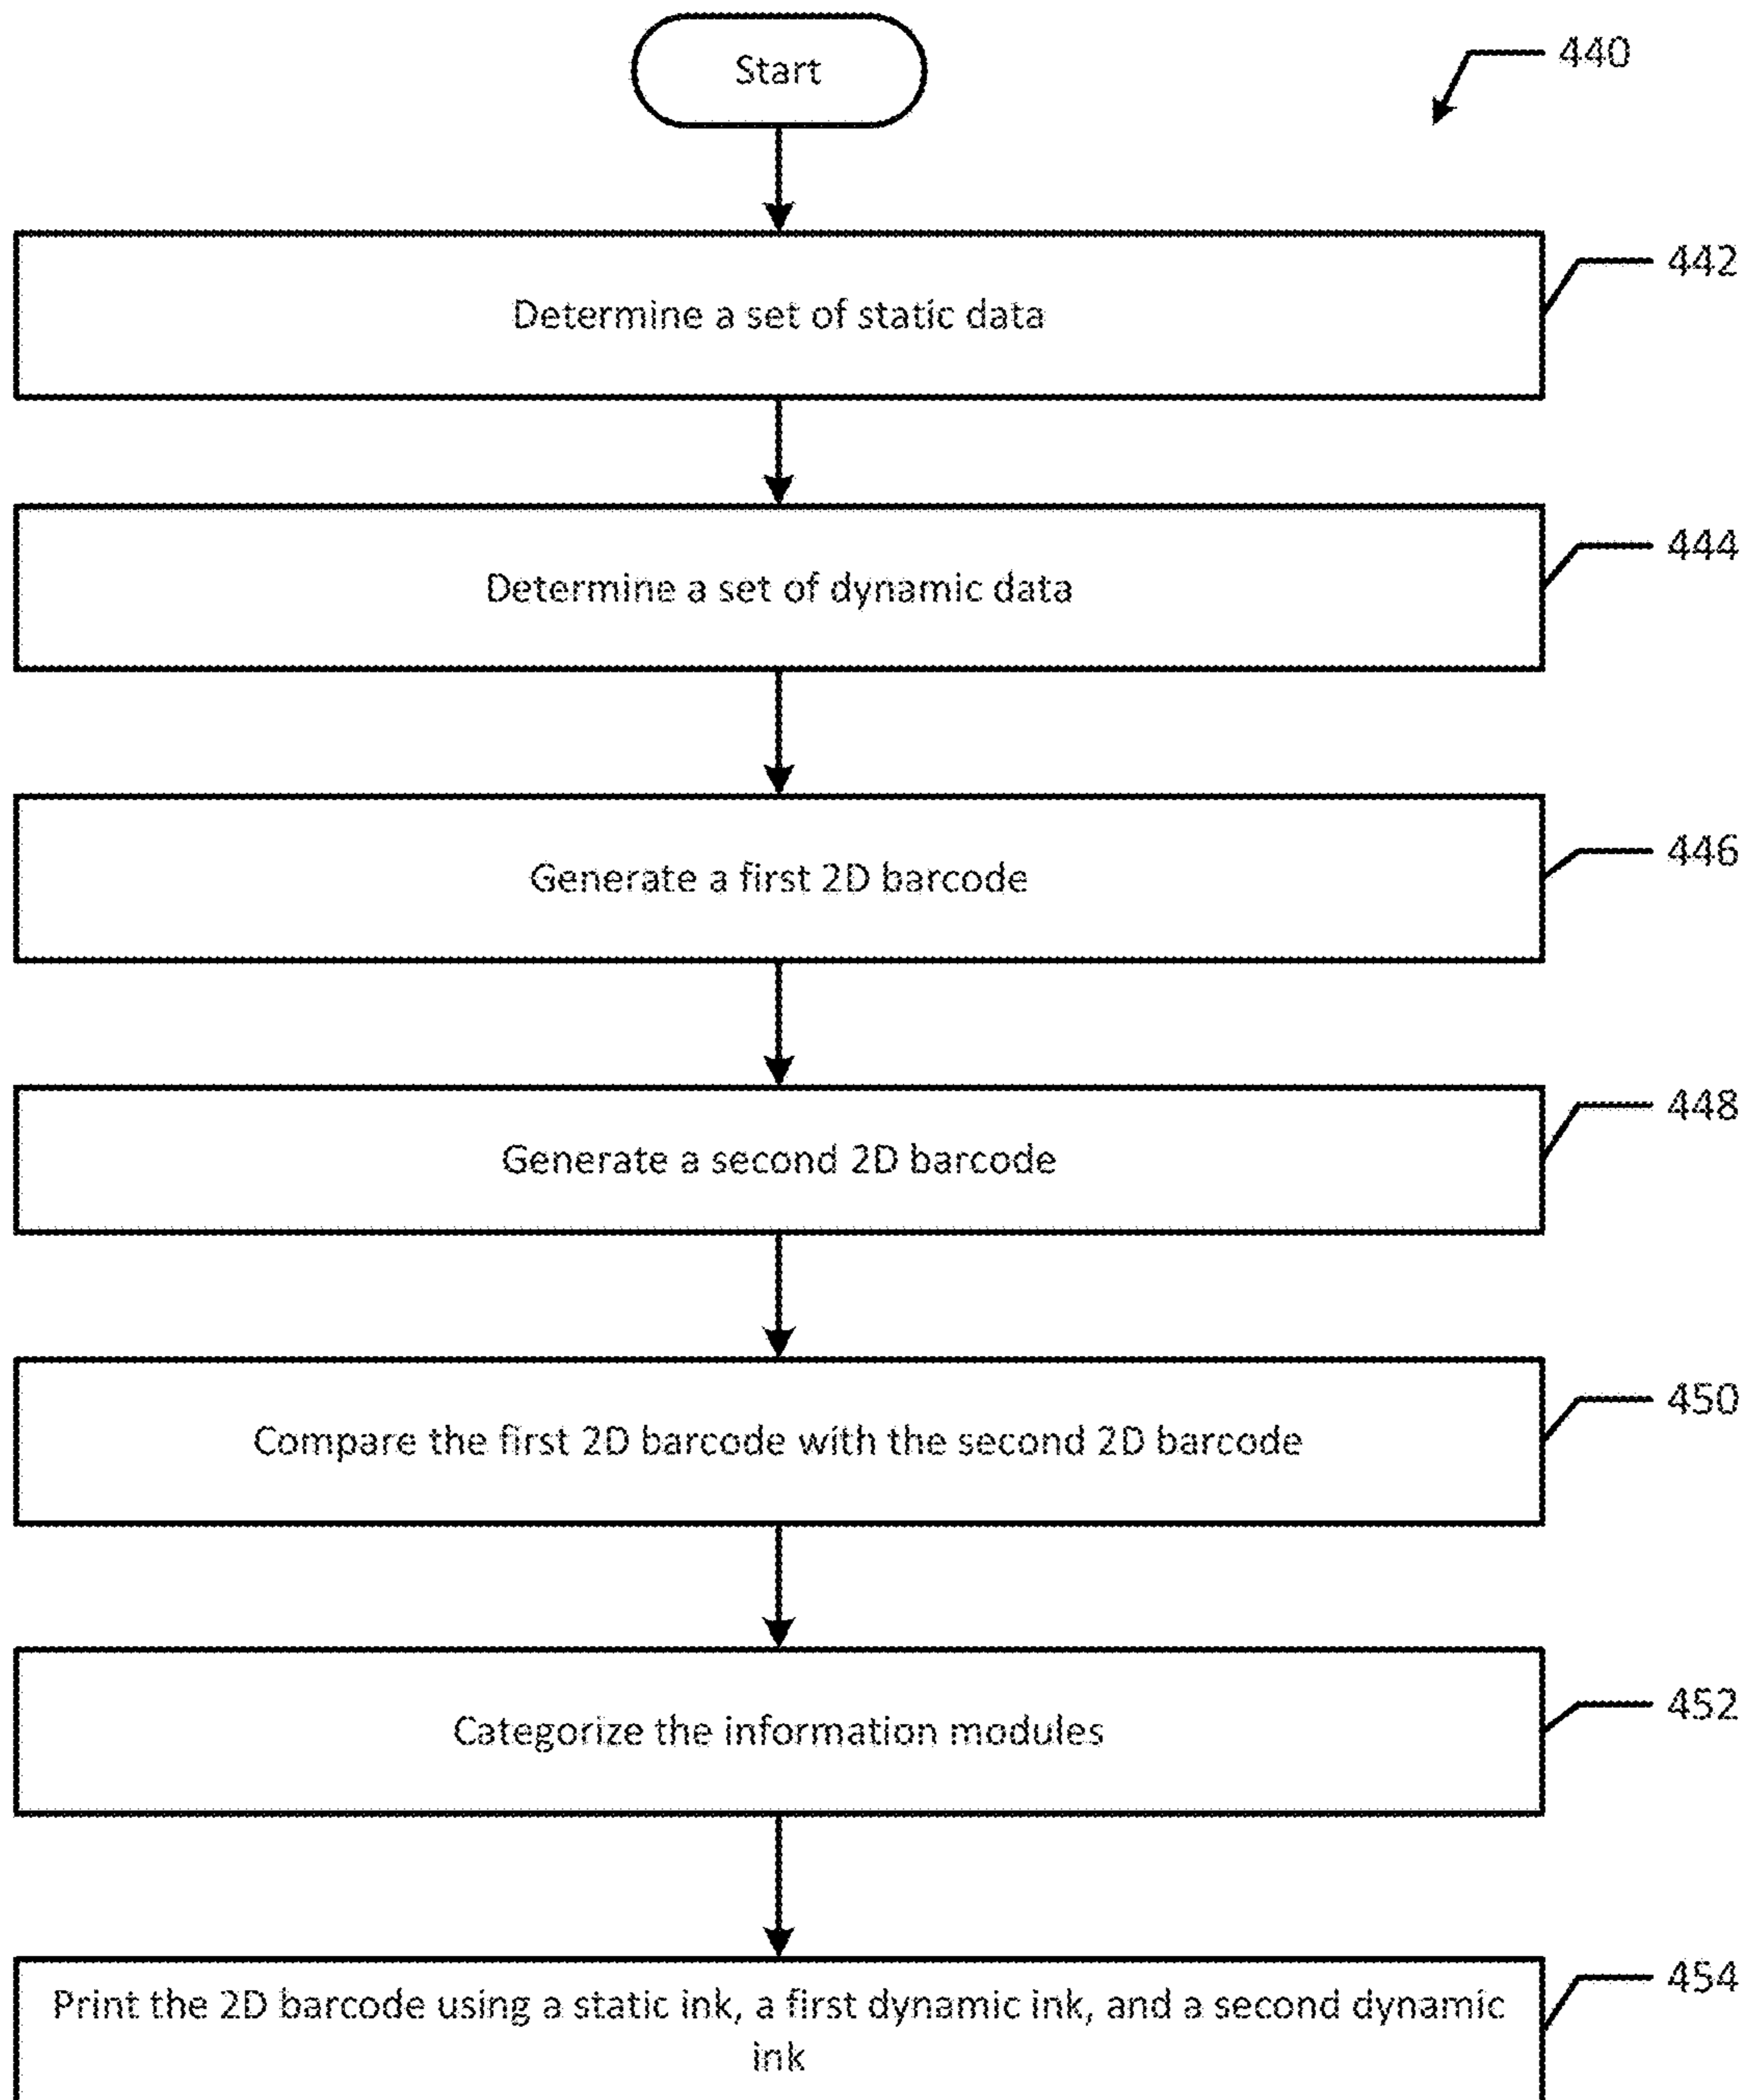 Start
440
Determine a set of static data
442
Determine a set of dynamic data
444
Generate a first 2D barcode
446
Generate a second 2D barcode
448
Compare the first 2D barcode with the second 2D barcode
450
Categorize the information modules
452
Print the 2D barcode using a static ink, a first dynamic ink, and a second dynamic
ink
454